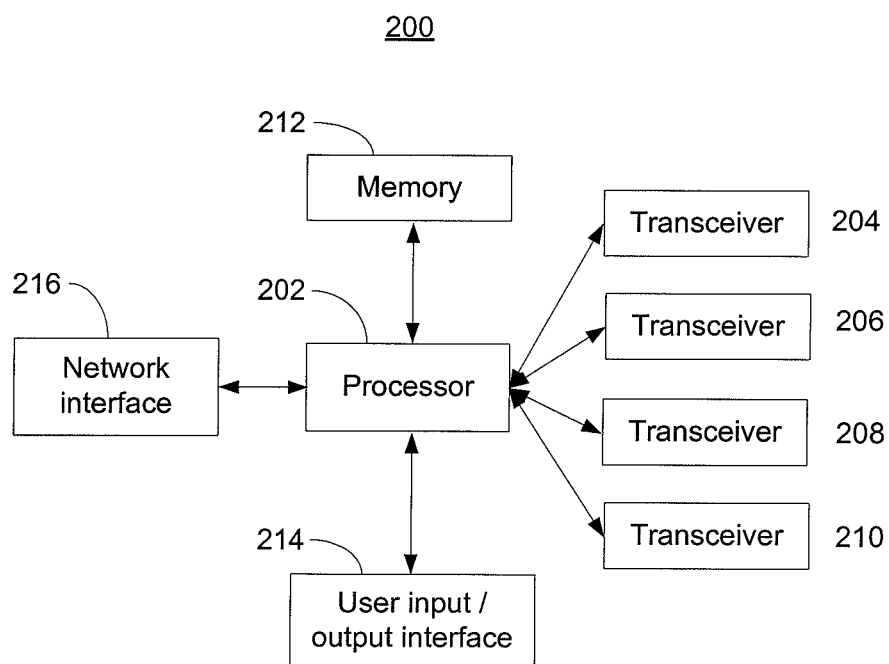 200
212
Memory
Transceiver 204
216
202
Transceiver 206
Network
interface
Processor
Transceiver 208
214
Transceiver 210
User input /
output interface